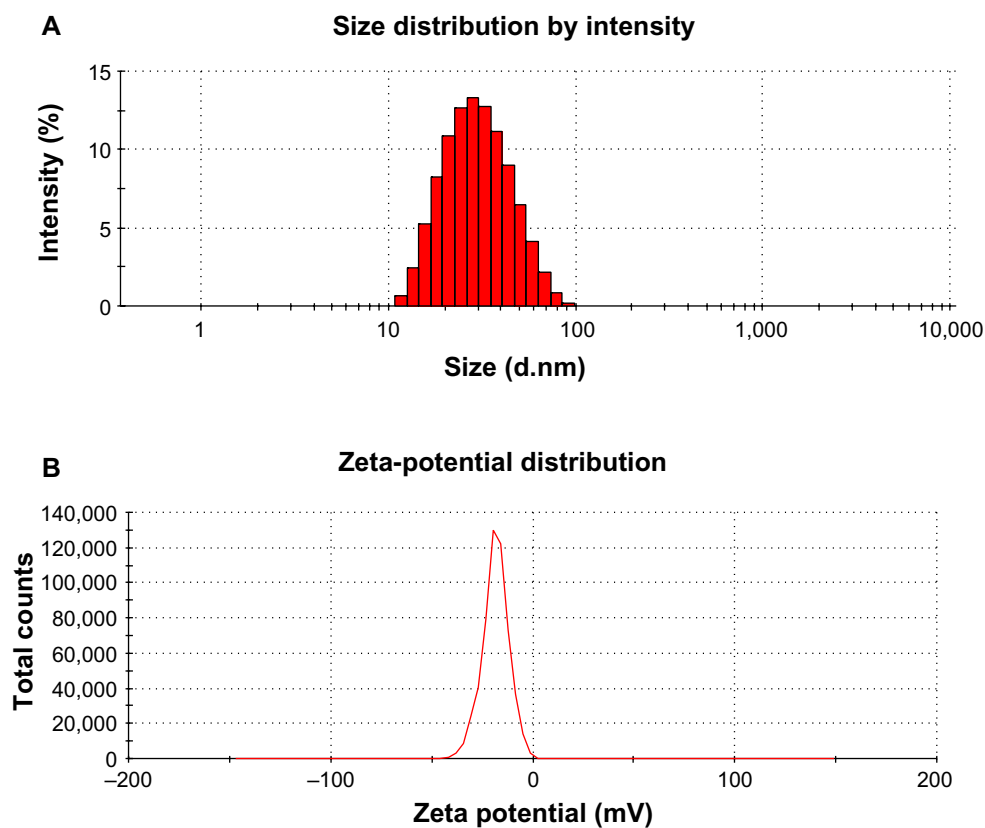 A
Size distribution by intensity
Intensity (%)
15
10
5
0
1
10
100
1,000
10,000
Size (d.nm)
B
Zeta-potential distribution
Total counts
140,000
120,000
100,000
80,000
60,000
40,000
20,000
0
–200
–100
0
100
200
Zeta potential (mV)